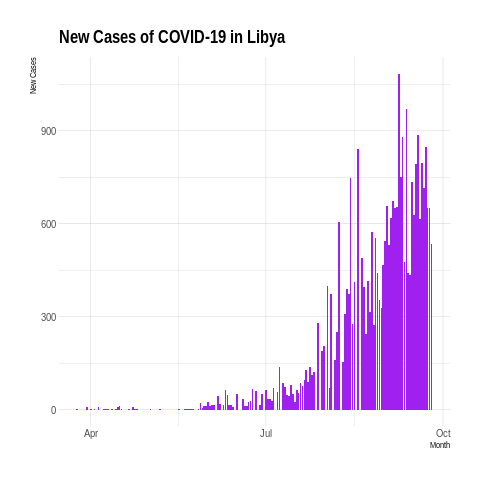 New Cases of COVID-19 in Libya
New Cases
900
600
300
0
Apr
Jul
Oct
Month